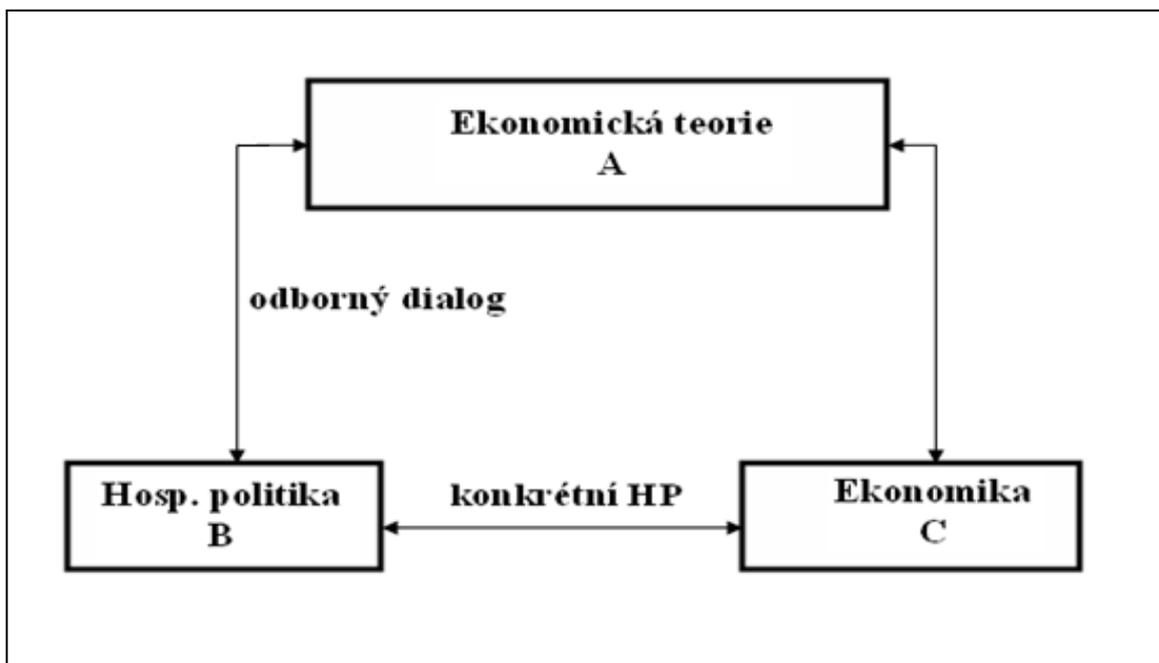 Ekonomická teorie
A
odborný dialog
Hosp. politika
B
konkrétní HP
Ekonomika
C